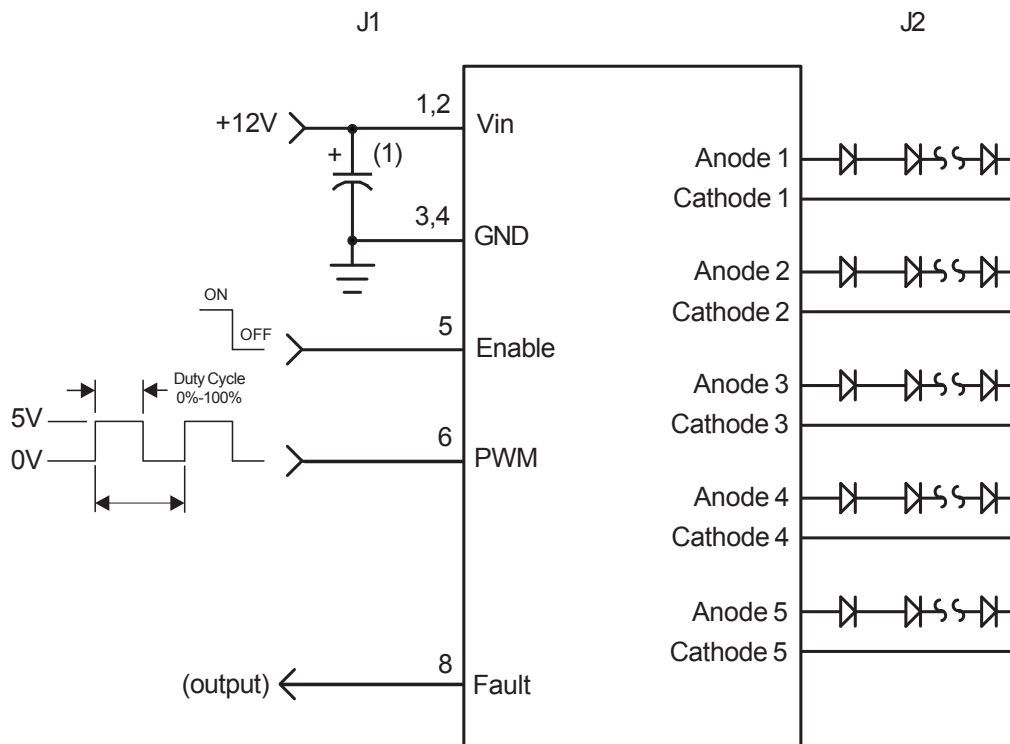 J1
J2
1,2
+12V
Vin
+
(1)
3,4
GND
ON
OFF
5
Enable
Duty Cycle
0%-100%
5V
0V
6
PWM
8
(output)
Fault
Anode 1
Cathode 1
Anode 2
Cathode 2
Anode 3
Cathode 3
Anode 4
Cathode 4
Anode 5
Cathode 5